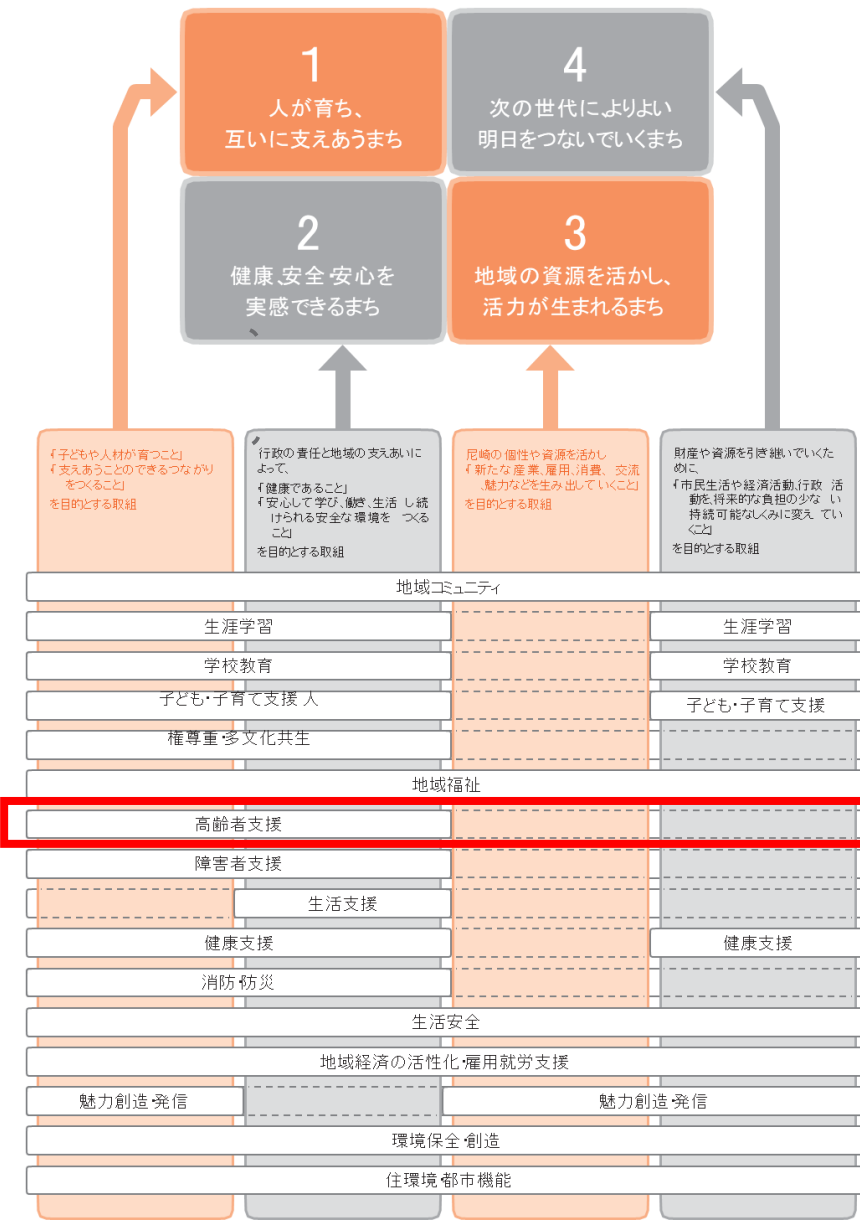 1
人が育ち、
互いに支えあうまち
4
次の世代に、よりよい
明日をつないでいくまち
2
健康、安全・安心を
実感できるまち
3
地域の資源を活かし、
活力が生まれるまち
「子どもや人材が育つこと」
「支えあうことのできるつながり
をつくること」
を目的とする取組
行政の責任と地域の支えあいに
よって、
「健康であること」
「安心して学び、働き、生活 し続
けられる安全な環境を つくる
こと」
を目的とする取組
尼崎の個性や資源を活かし
「新たな産業、雇用、消費、 交流
、魅力などを生み出していくこと」
を目的とする取組
財産や資源を引き継いでいくた
めに、
「市民生活や経済活動、行政 活
動を、将来的な負担の少な い
持続可能なしくみに変え てい
くこと」
を目的とする取組
地域コミュニティ
生涯学習 生涯学習
学校教育 学校教育
子ども・子育て支援 人 子ども・子育て支援
権尊重・多文化共生
地域福祉
高齢者支援
障害者支援
生活支援
健康支援 健康支援
消防・防災
生活安全
地域経済の活性化・雇用就労支援
魅力創造・発信 魅力創造・発信
環境保全・創造
住環境・都市機能